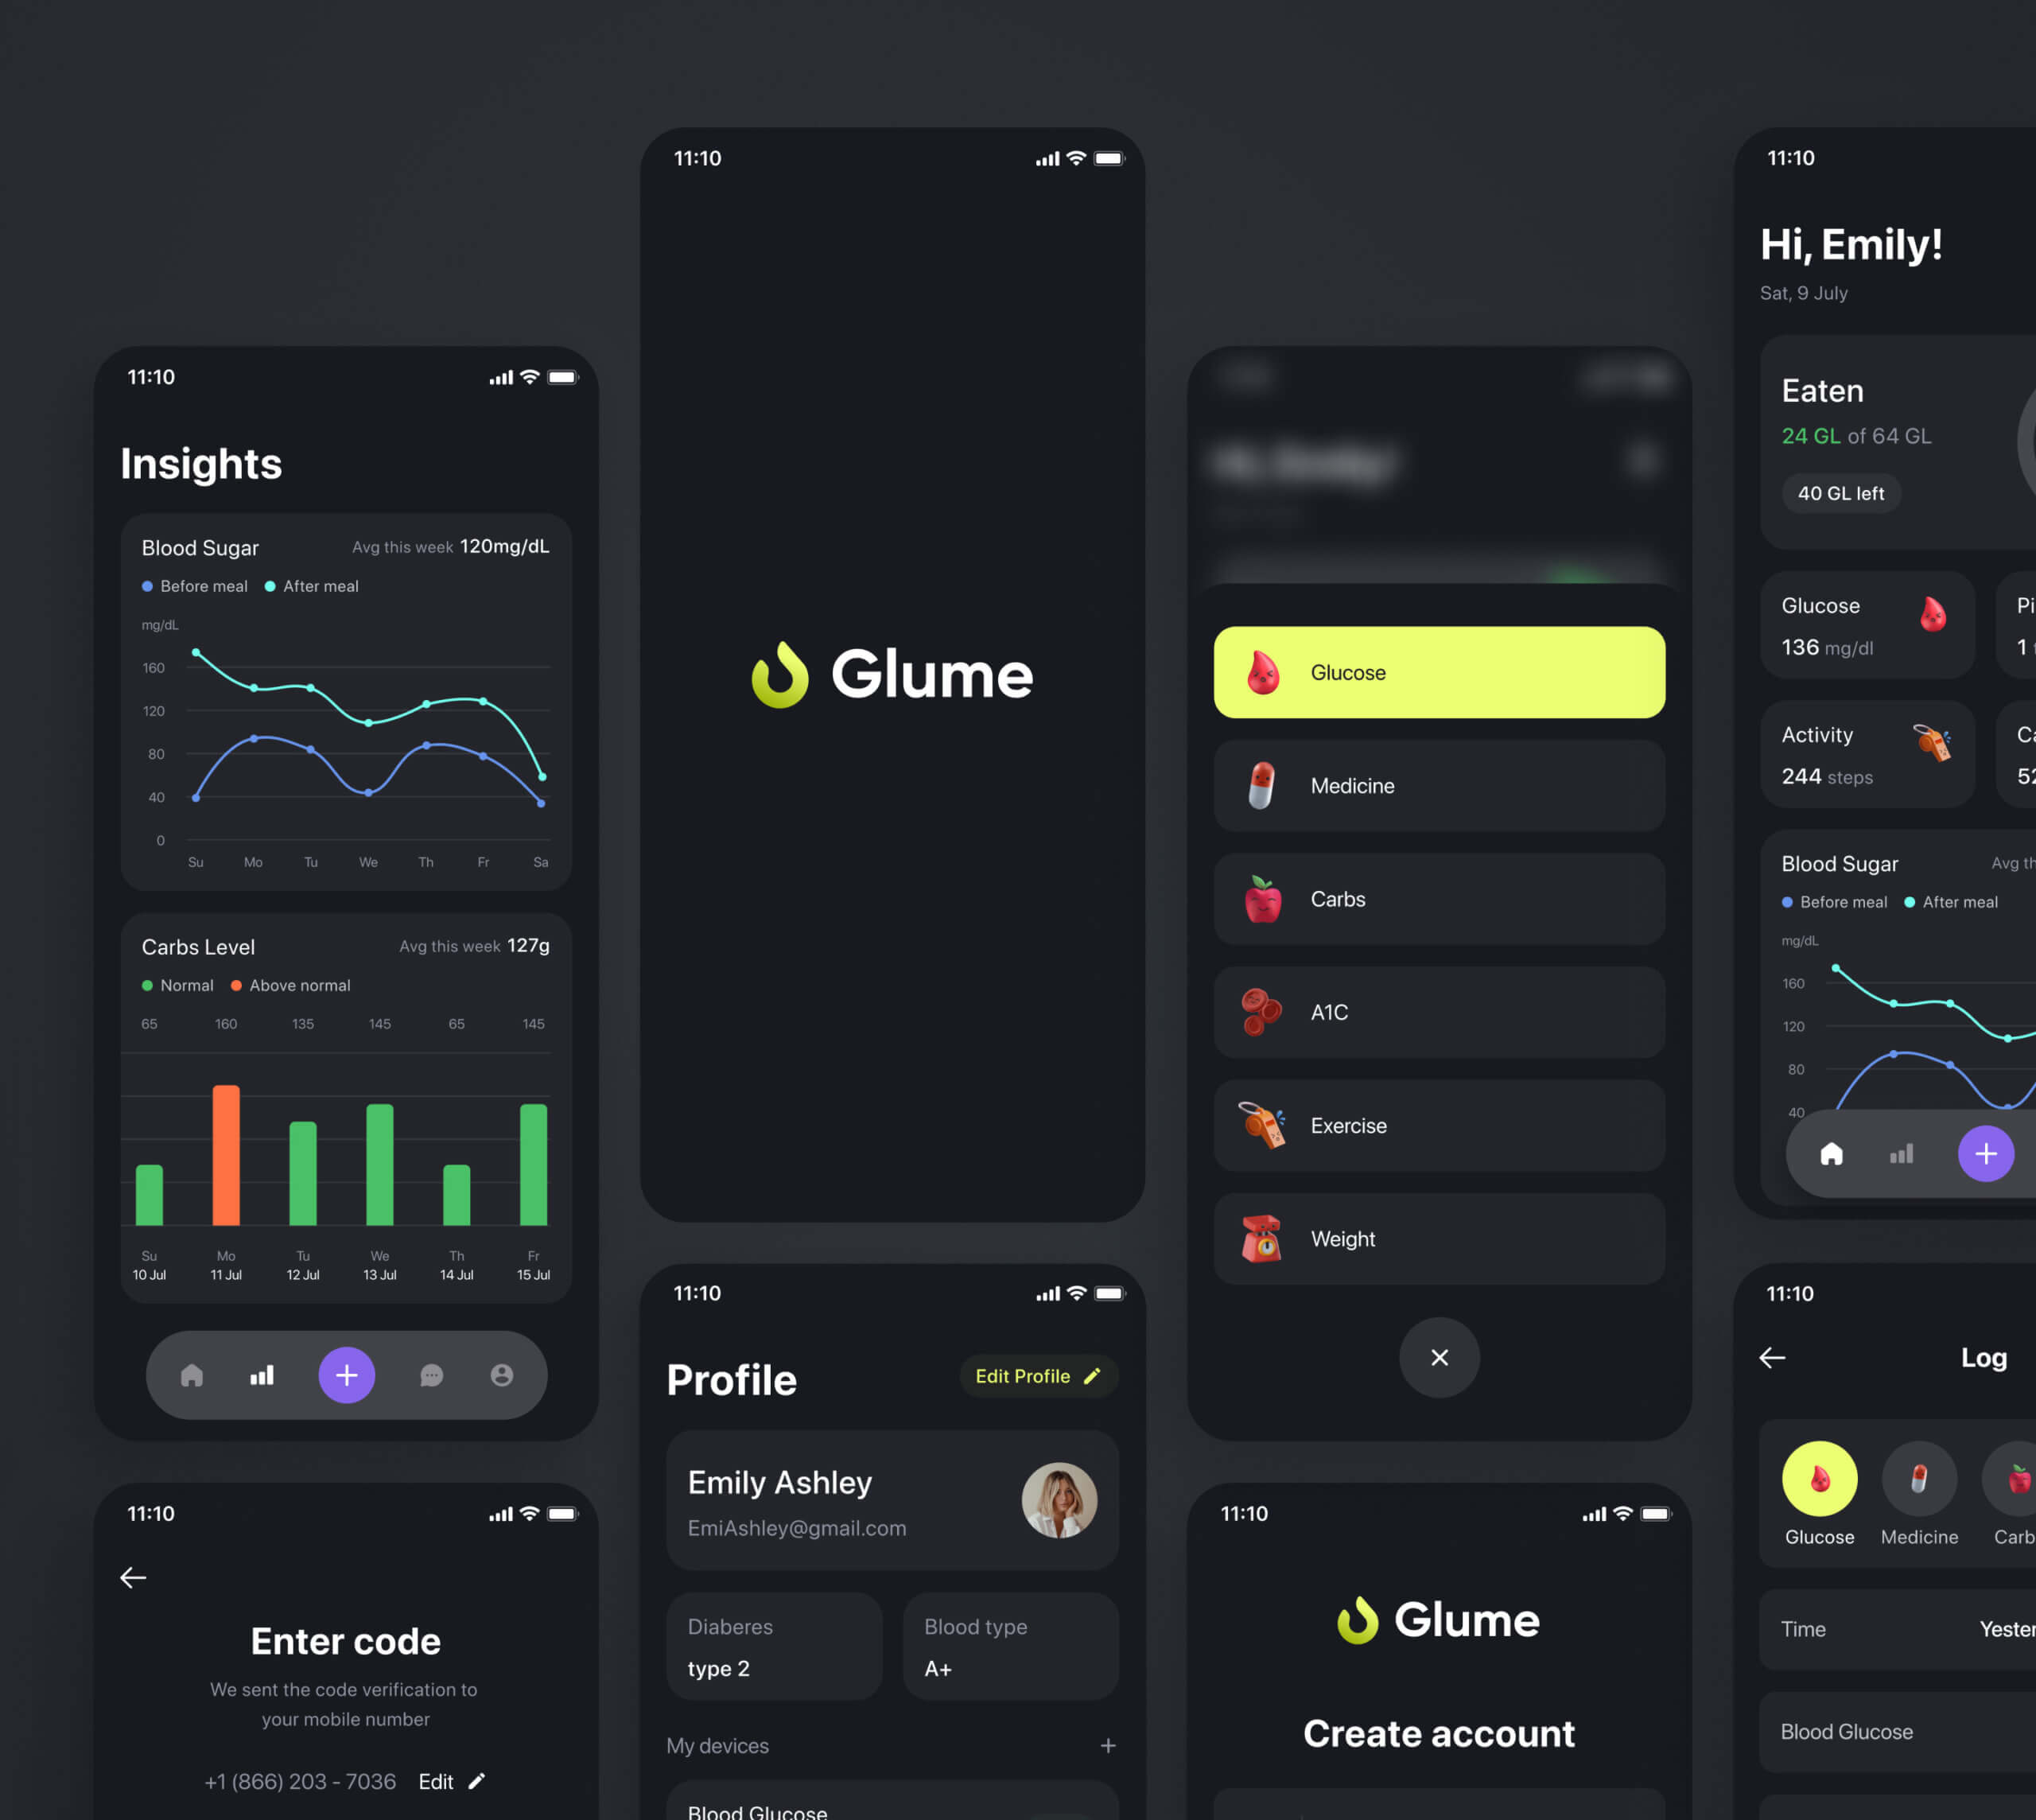 11:10
Insights
Blood Sugar
Avg this week 120mg/dL
Before meal
After meal
mg/dL
160
120
80
40
0
Su Mo Tu We Th Fr Sa
Carbs Level
Avg this week 127g
Normal
Above normal
65 160 135 145 65 145
Su Mo Tu We Th Fr
10 Jul 11 Jul 12 Jul 13 Jul 14 Jul 15 Jul
11:10
Enter code
We sent the code verification to
your mobile number
+1 (866) 203 - 7036 Edit
11:10
Glume
11:10
Profile
Edit Profile
Emily Ashley
EmiAshley@gmail.com
Diaberes
type 2
Blood type
A+
My devices
+
Blood Glucose
Glucose
Medicine
Carbs
A1C
Exercise
Weight
11:10
Glume
Create account
11:10
Hi, Emily!
Sat, 9 July
Eaten
24 GL of 64 GL
40 GL left
Glucose
136 mg/dl
Activity
244 steps
Blood Sugar
Before meal
After meal
mg/dL
160
120
80
40
11:10
Log
Glucose
Medicine
Time
Blood Glucose